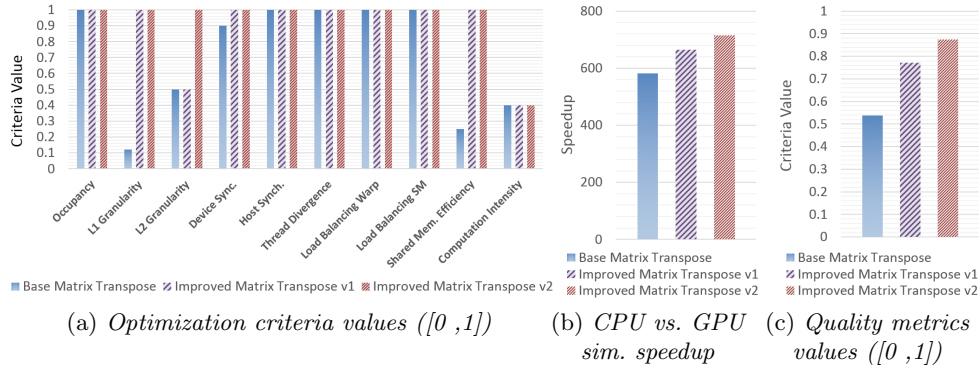 1
0.9
0.8
0.7
0.6
0.5
0.4
0.3
0.2
0.1
0
Criteria Value
Occupancy
L1 Granularity
L2 Granularity
Device Sync.
Host Synch.
Thread Divergence
Load Balancing Warp
Load Balancing SM
Shared Mem. Efficiency
Computation Intensity
Base Matrix Transpose Improved Matrix Transpose v1 Improved Matrix Transpose v2
(a) Optimization criteria values ([0 ,1])
800
600
400
200
0
Speedup
Base Matrix Transpose
Improved Matrix Transpose v1
Improved Matrix Transpose v2
(b) CPU vs. GPU
sim. speedup
1
0.9
0.8
0.7
0.6
0.5
0.4
0.3
0.2
0.1
0
Criteria Value
Base Matrix Transpose
Improved Matrix Transpose v1
Improved Matrix Transpose v2
(c) Quality metrics
values ([0 ,1])